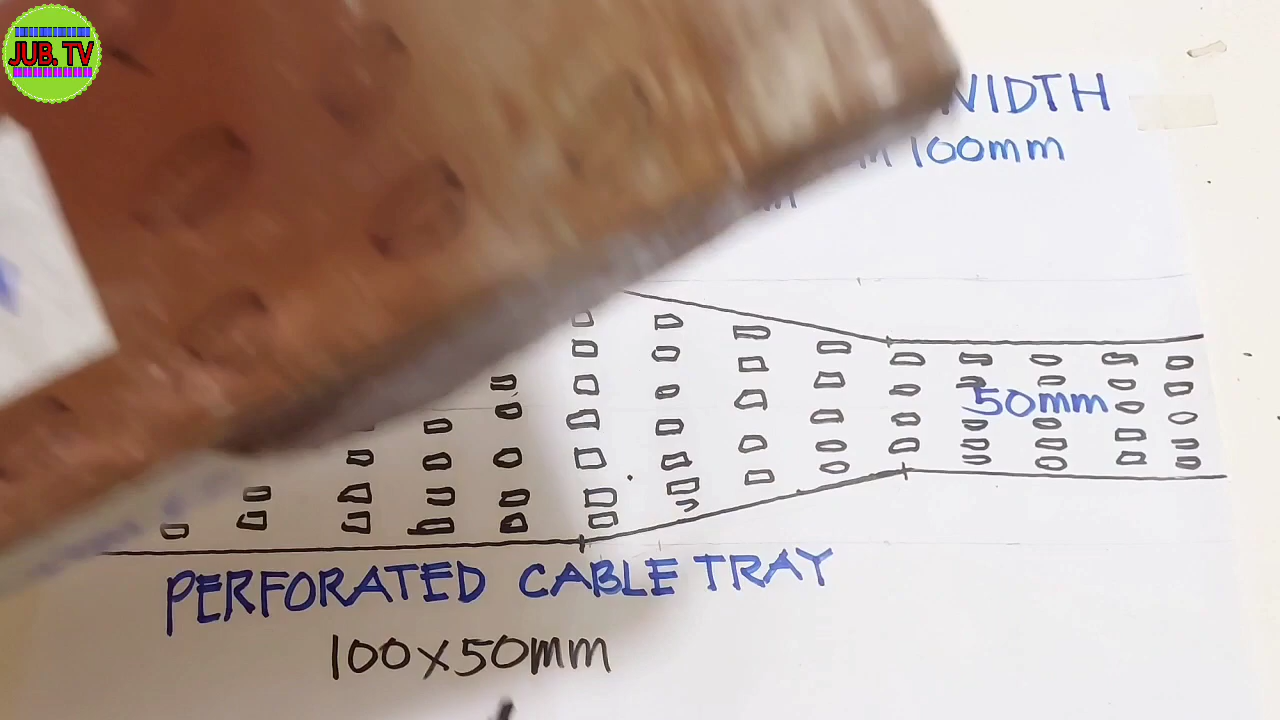 JUB. TV
WIDTH
100mm
50mm
PERFORATED CABLE TRAY
100x50mm